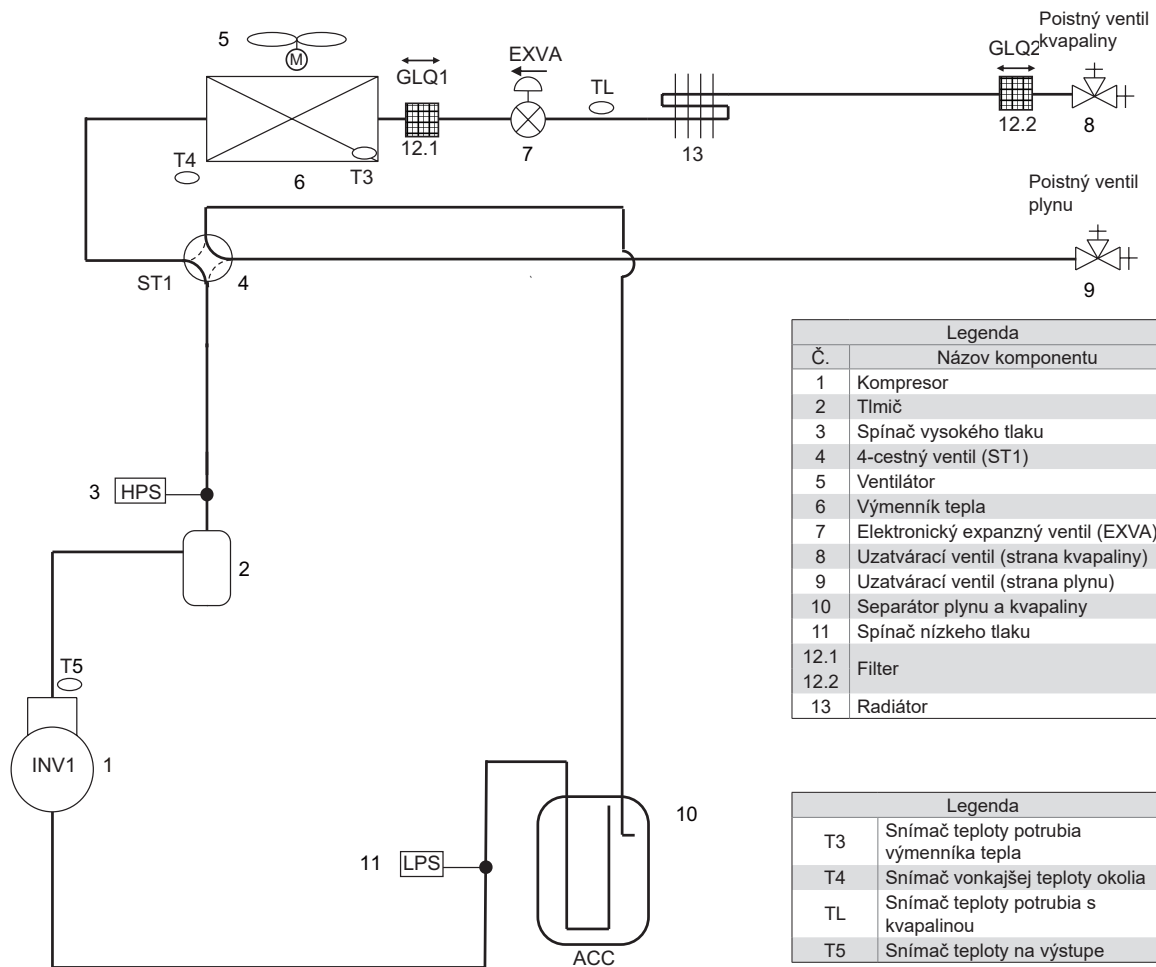 Poistný ventil
kvapaliny
5
M
GLQ1
EXVA
TL
GLQ2
12.1
7
13
12.2
8
T4
6
T3
Poistný ventil
plynu
ST1
4
9
3 HPS
2
T5
INV1 1
10
11 LPS
ACC
Legenda
Č. Názov komponentu
1 Kompresor
2 Tlmič
3 Spínač vysokého tlaku
4 4-cestný ventil (ST1)
5 Ventilátor
6 Výmenník tepla
7 Elektronický expanzný ventil (EXVA)
8 Uzatvárací ventil (strana kvapaliny)
9 Uzatvárací ventil (strana plynu)
10 Separátor plynu a kvapaliny
11 Spínač nízkeho tlaku
12.1
12.2
Filter
13 Radiátor
Legenda
T3 Snímač teploty potrubia
výmenníka tepla
T4 Snímač vonkajšej teploty okolia
TL Snímač teploty potrubia s
kvapalinou
T5 Snímač teploty na výstupe